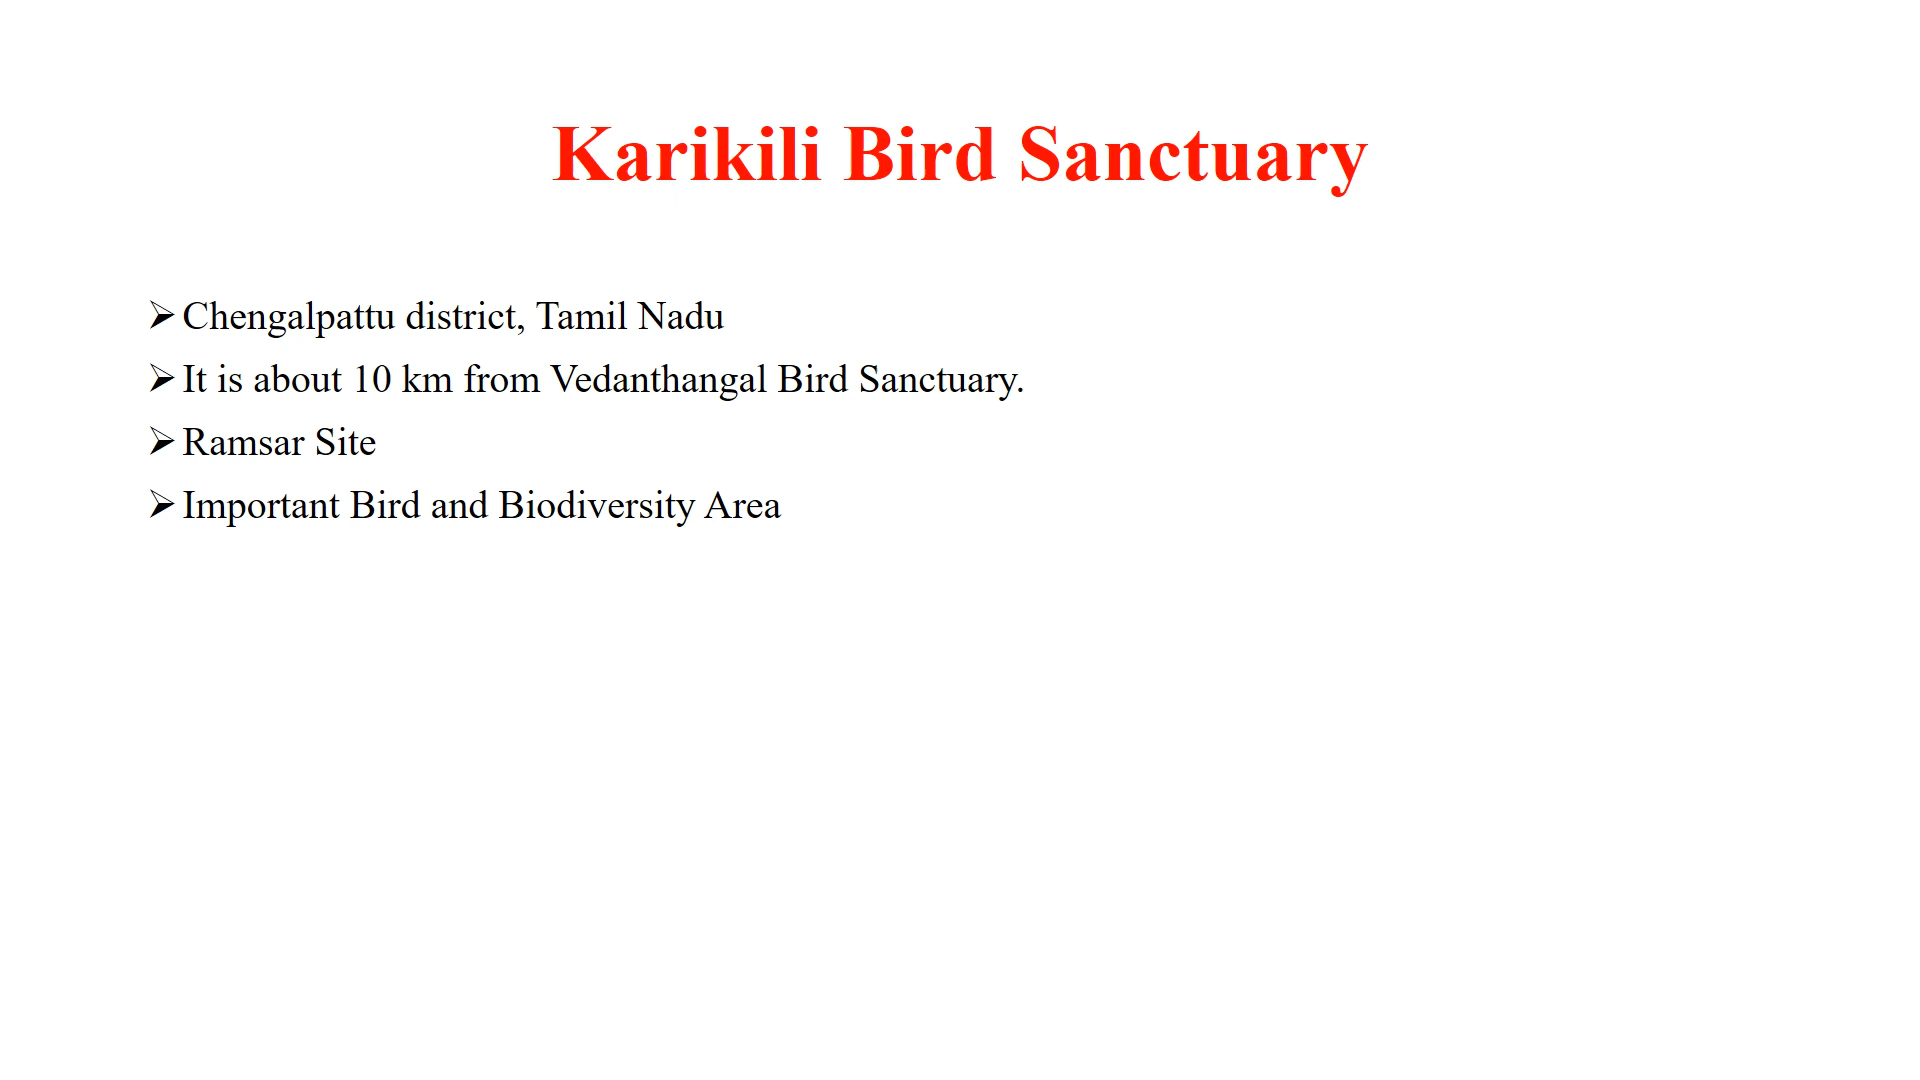 Karikili Bird Sanctuary
➢ Chengalpattu district, Tamil Nadu
➢ It is about 10 km from Vedanthangal Bird Sanctuary.
➢ Ramsar Site
➢ Important Bird and Biodiversity Area